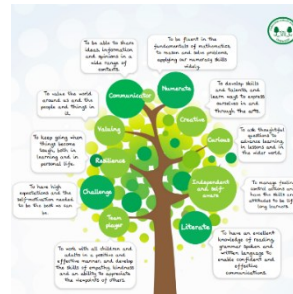 To be able to share
ideas information
and opinions in a
wide range of
contexts.
To be fluent in the
fundamentals of mathematics
to reason and solve problems,
applying our numeracy skills
widely.
To value the world
around us and the
people and things in
it.
Communicator
Numerate
To develop skills
and talents and
learn ways to express
ourselves in and
through the arts.
Valuing
Creative
To keep going when
things become
tough, both in
learning and in
personal life.
Curious
To ask thoughtful
questions to
advance learning
in lessons and in
the wider world.
Resilience
To have high
expectations and the
self-motivation needed
to be the best we can
be.
Challenge
Independent
and self-
aware
To manage feelings
Team
player
Literate
To work with all children and
adults in a positive and
effective manner and develop
the skills of empathy, kindness
and an ability to appreciate
the viewpoints of others.
To have an excellent
knowledge of reading,
grammar spoken and
written language to
enable confident and
effective
communications.